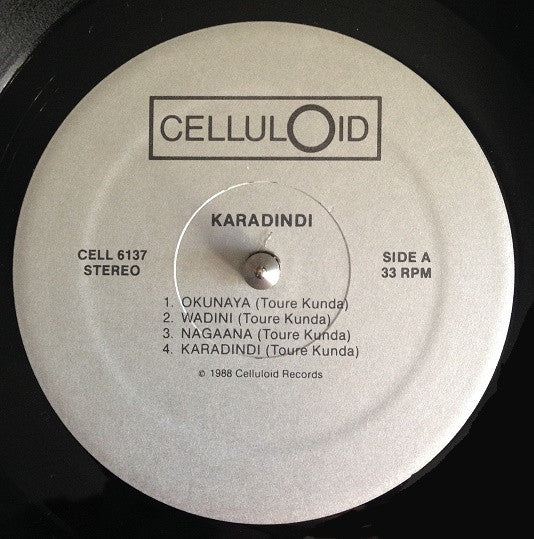 CELLULOID
KARADINDI
CELL 6137
STEREO
SIDE A
33 RPM
1. OKUNAYA (Toure Kunda)
2. WADINI (Toure Kunda)
3. NAGAANA (Toure Kunda)
4. KARADINDI (Toure Kunda)
© 1988 Celluloid Records